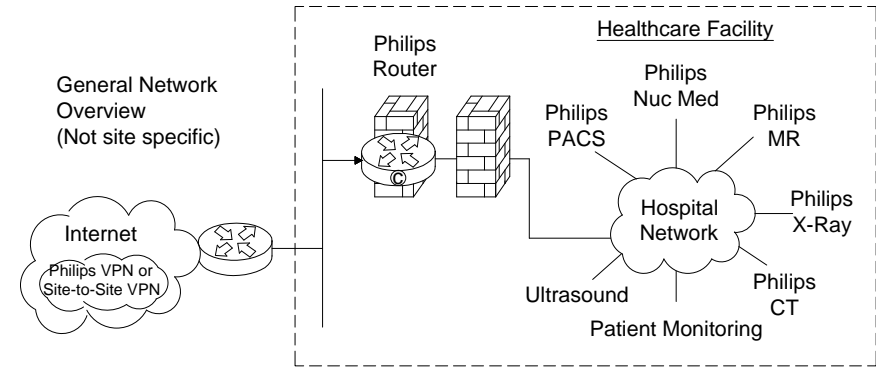 Healthcare Facility
General Network
Overview
(Not site specific)
Philips
Router
Philips
Nuc Med
Philips
PACS
Philips
MR
Hospital
Network
Philips
X-Ray
Philips
CT
Patient Monitoring
Ultrasound
C
Internet
Philips VPN or
Site-to-Site VPN